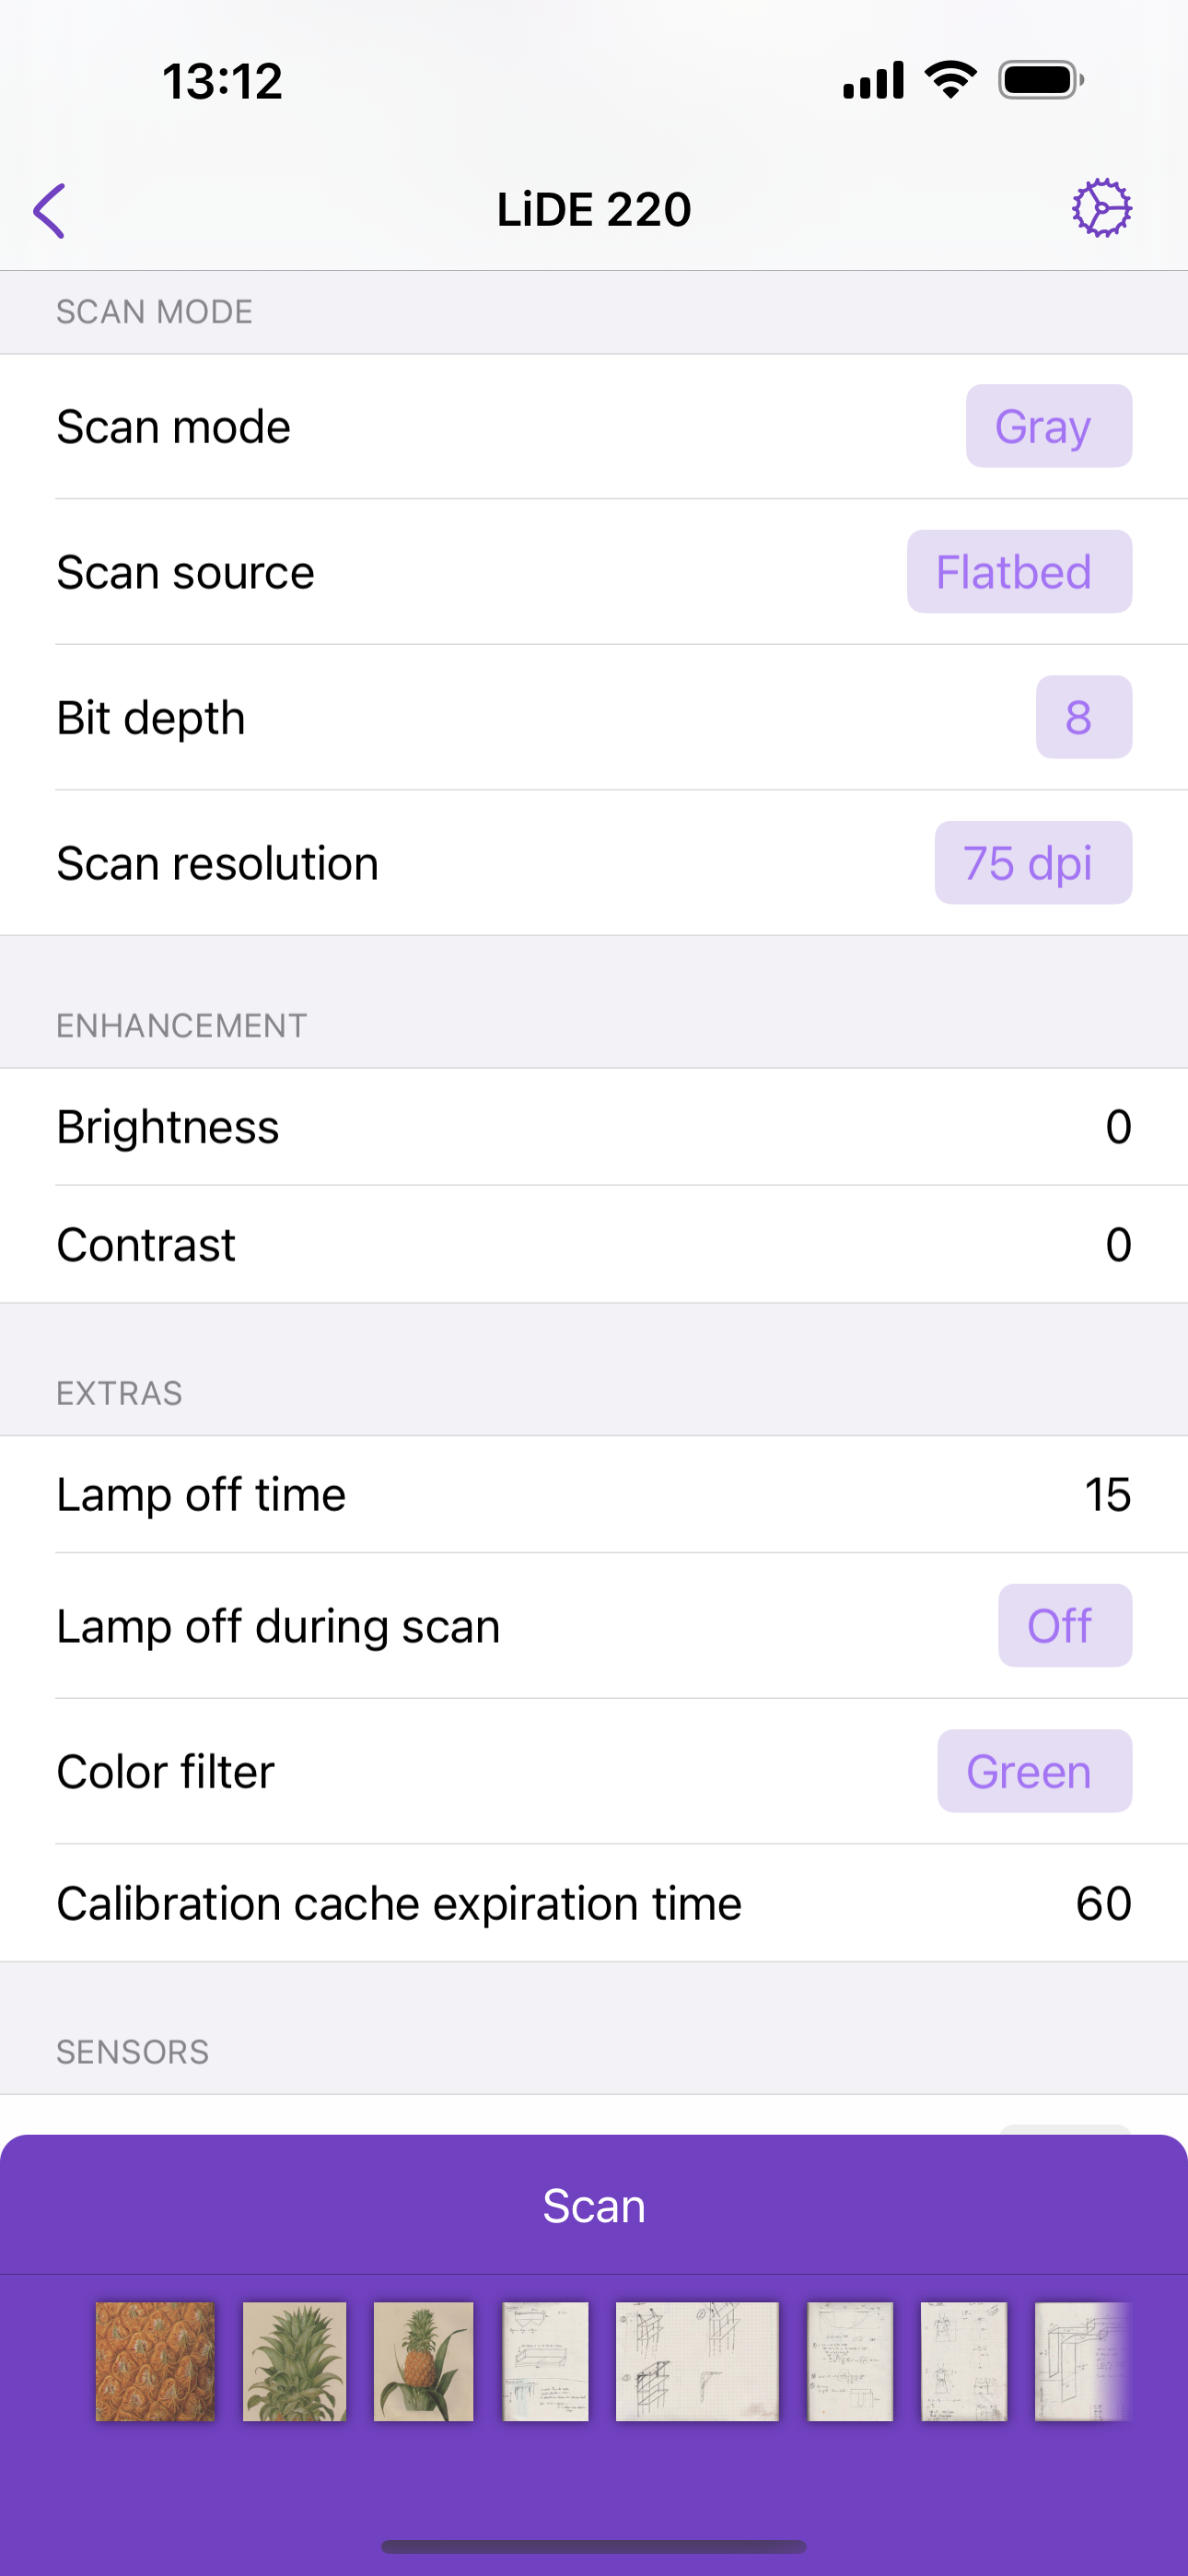 13:12
LiDE 220
SCAN MODE
Scan mode Gray
Scan source Flatbed
Bit depth 8
Scan resolution 75 dpi
ENHANCEMENT
Brightness 0
Contrast 0
EXTRAS
Lamp off time 15
Lamp off during scan Off
Color filter Green
Calibration cache expiration time 60
SENSORS
Scan